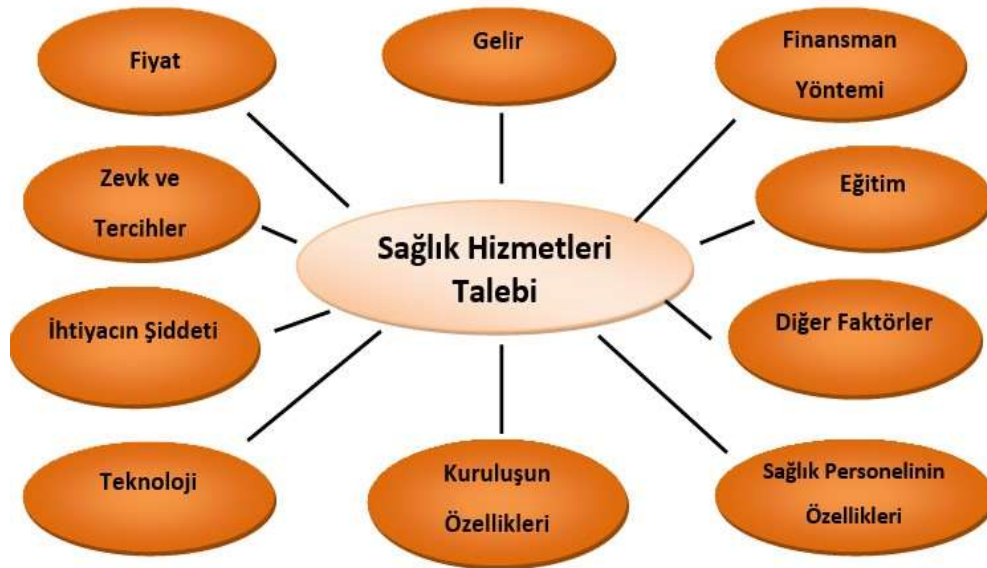 Fiyat
Gelir
Finansman
Yöntemi
Zevk ve
Tercihler
Eğitim
Sağlık Hizmetleri
Talebi
İhtiyacın Şiddeti
Diğer Faktörler
Teknoloji
Kuruluşun
Özellikleri
Sağlık Personelinin
Özellikleri